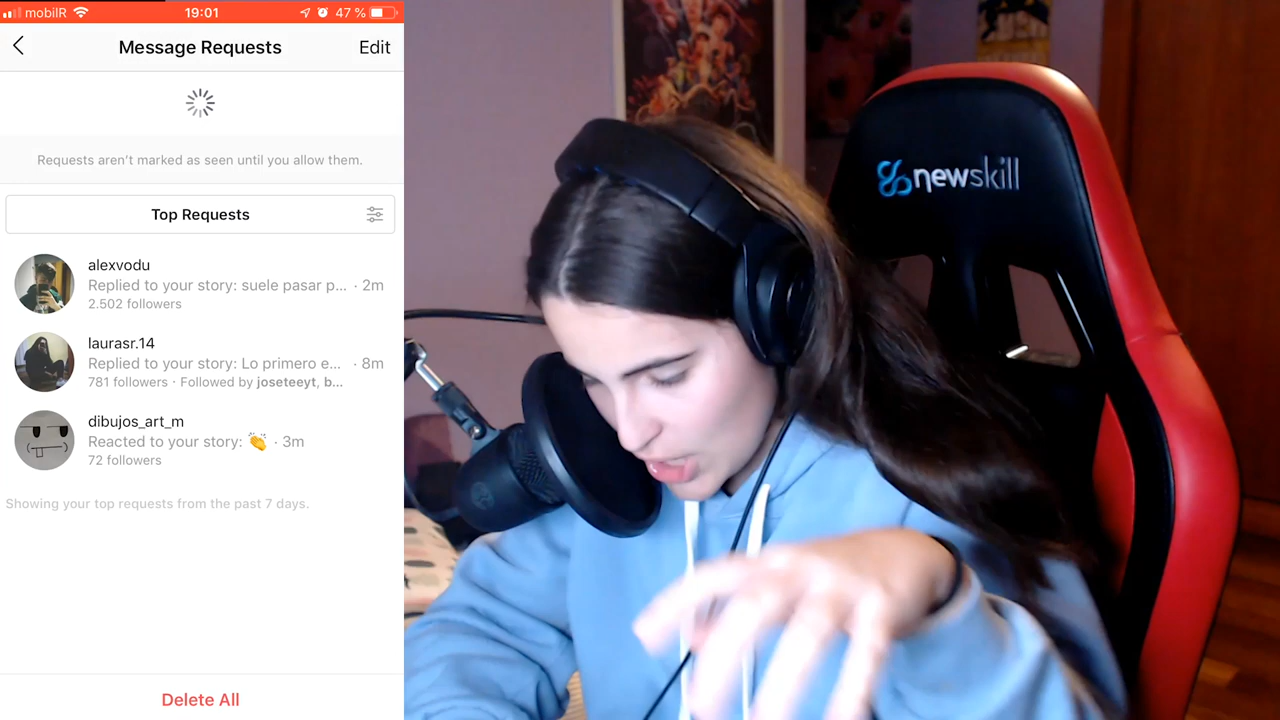 mobilR
19:01
47 %
Message Requests
Edit
Requests aren't marked as seen until you allow them.
Top Requests
alexvodu
Replied to your story: suele pasar p... · 2m
2.502 followers
laurasr.14
Replied to your story: Lo primero e... · 8m
781 followers · Followed by joseteeyt, b...
dibujos_art_m
Reacted to your story: 👏 · 3m
72 followers
Showing your top requests from the past 7 days.
Delete All
newskill